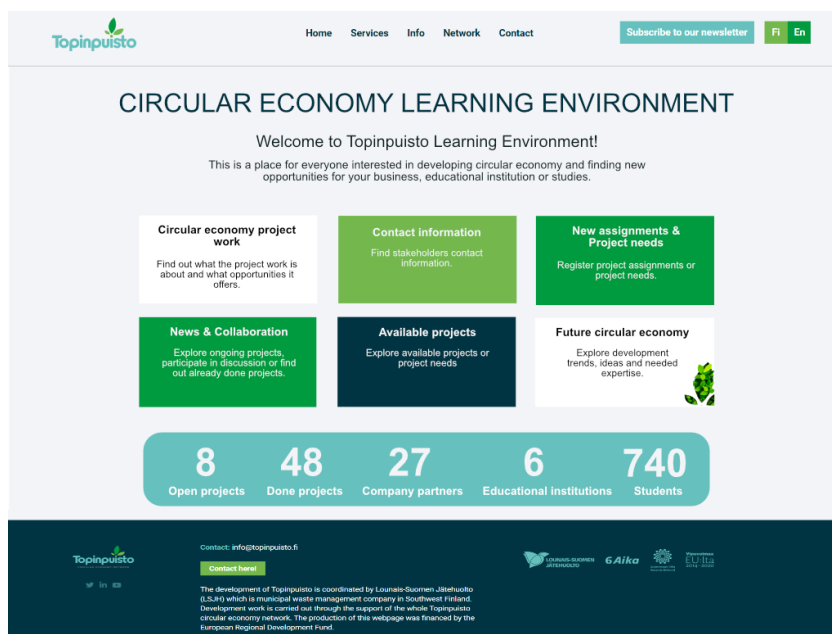 Topinpuisto
Home Services Info Network Contact
Subscribe to our newsletter
Fi En
CIRCULAR ECONOMY LEARNING ENVIRONMENT
Welcome to Topinpuisto Learning Environment!
This is a place for everyone interested in developing circular economy and finding new
opportunities for your business, educational institution or studies.
Circular economy project
work
Find out what the project work is
about and what opportunities it
offers.
Contact information
Find stakeholders contact
information.
New assignments &
Project needs
Register project assignments or
project needs.
News & Collaboration
Explore ongoing projects,
participate in discussion or find
out already done projects.
Available projects
Explore available projects or
project needs
Future circular economy
Explore development
trends, ideas and needed
expertise.
8 48 27 6 740
Open projects Done projects Company partners Educational institutions Students
Topinpuisto
CIRCULAR ECONOMY NETWORK
Contact: info@topinpuisto.fi
Contact here!
The development of Topinpuisto is coordinated by Lounais-Suomen Jätehuolto
(LSJH) which is municipal waste management company in Southwest Finland.
Development work is carried out through the support of the whole Topinpuisto
circular economy network. The production of this webpage was financed by the
European Regional Development Fund.
LOUNAIS-SUOMEN
JÄTEHUOLTO
6Aika
Vipuvoimaa
EU:lta
2014–2020